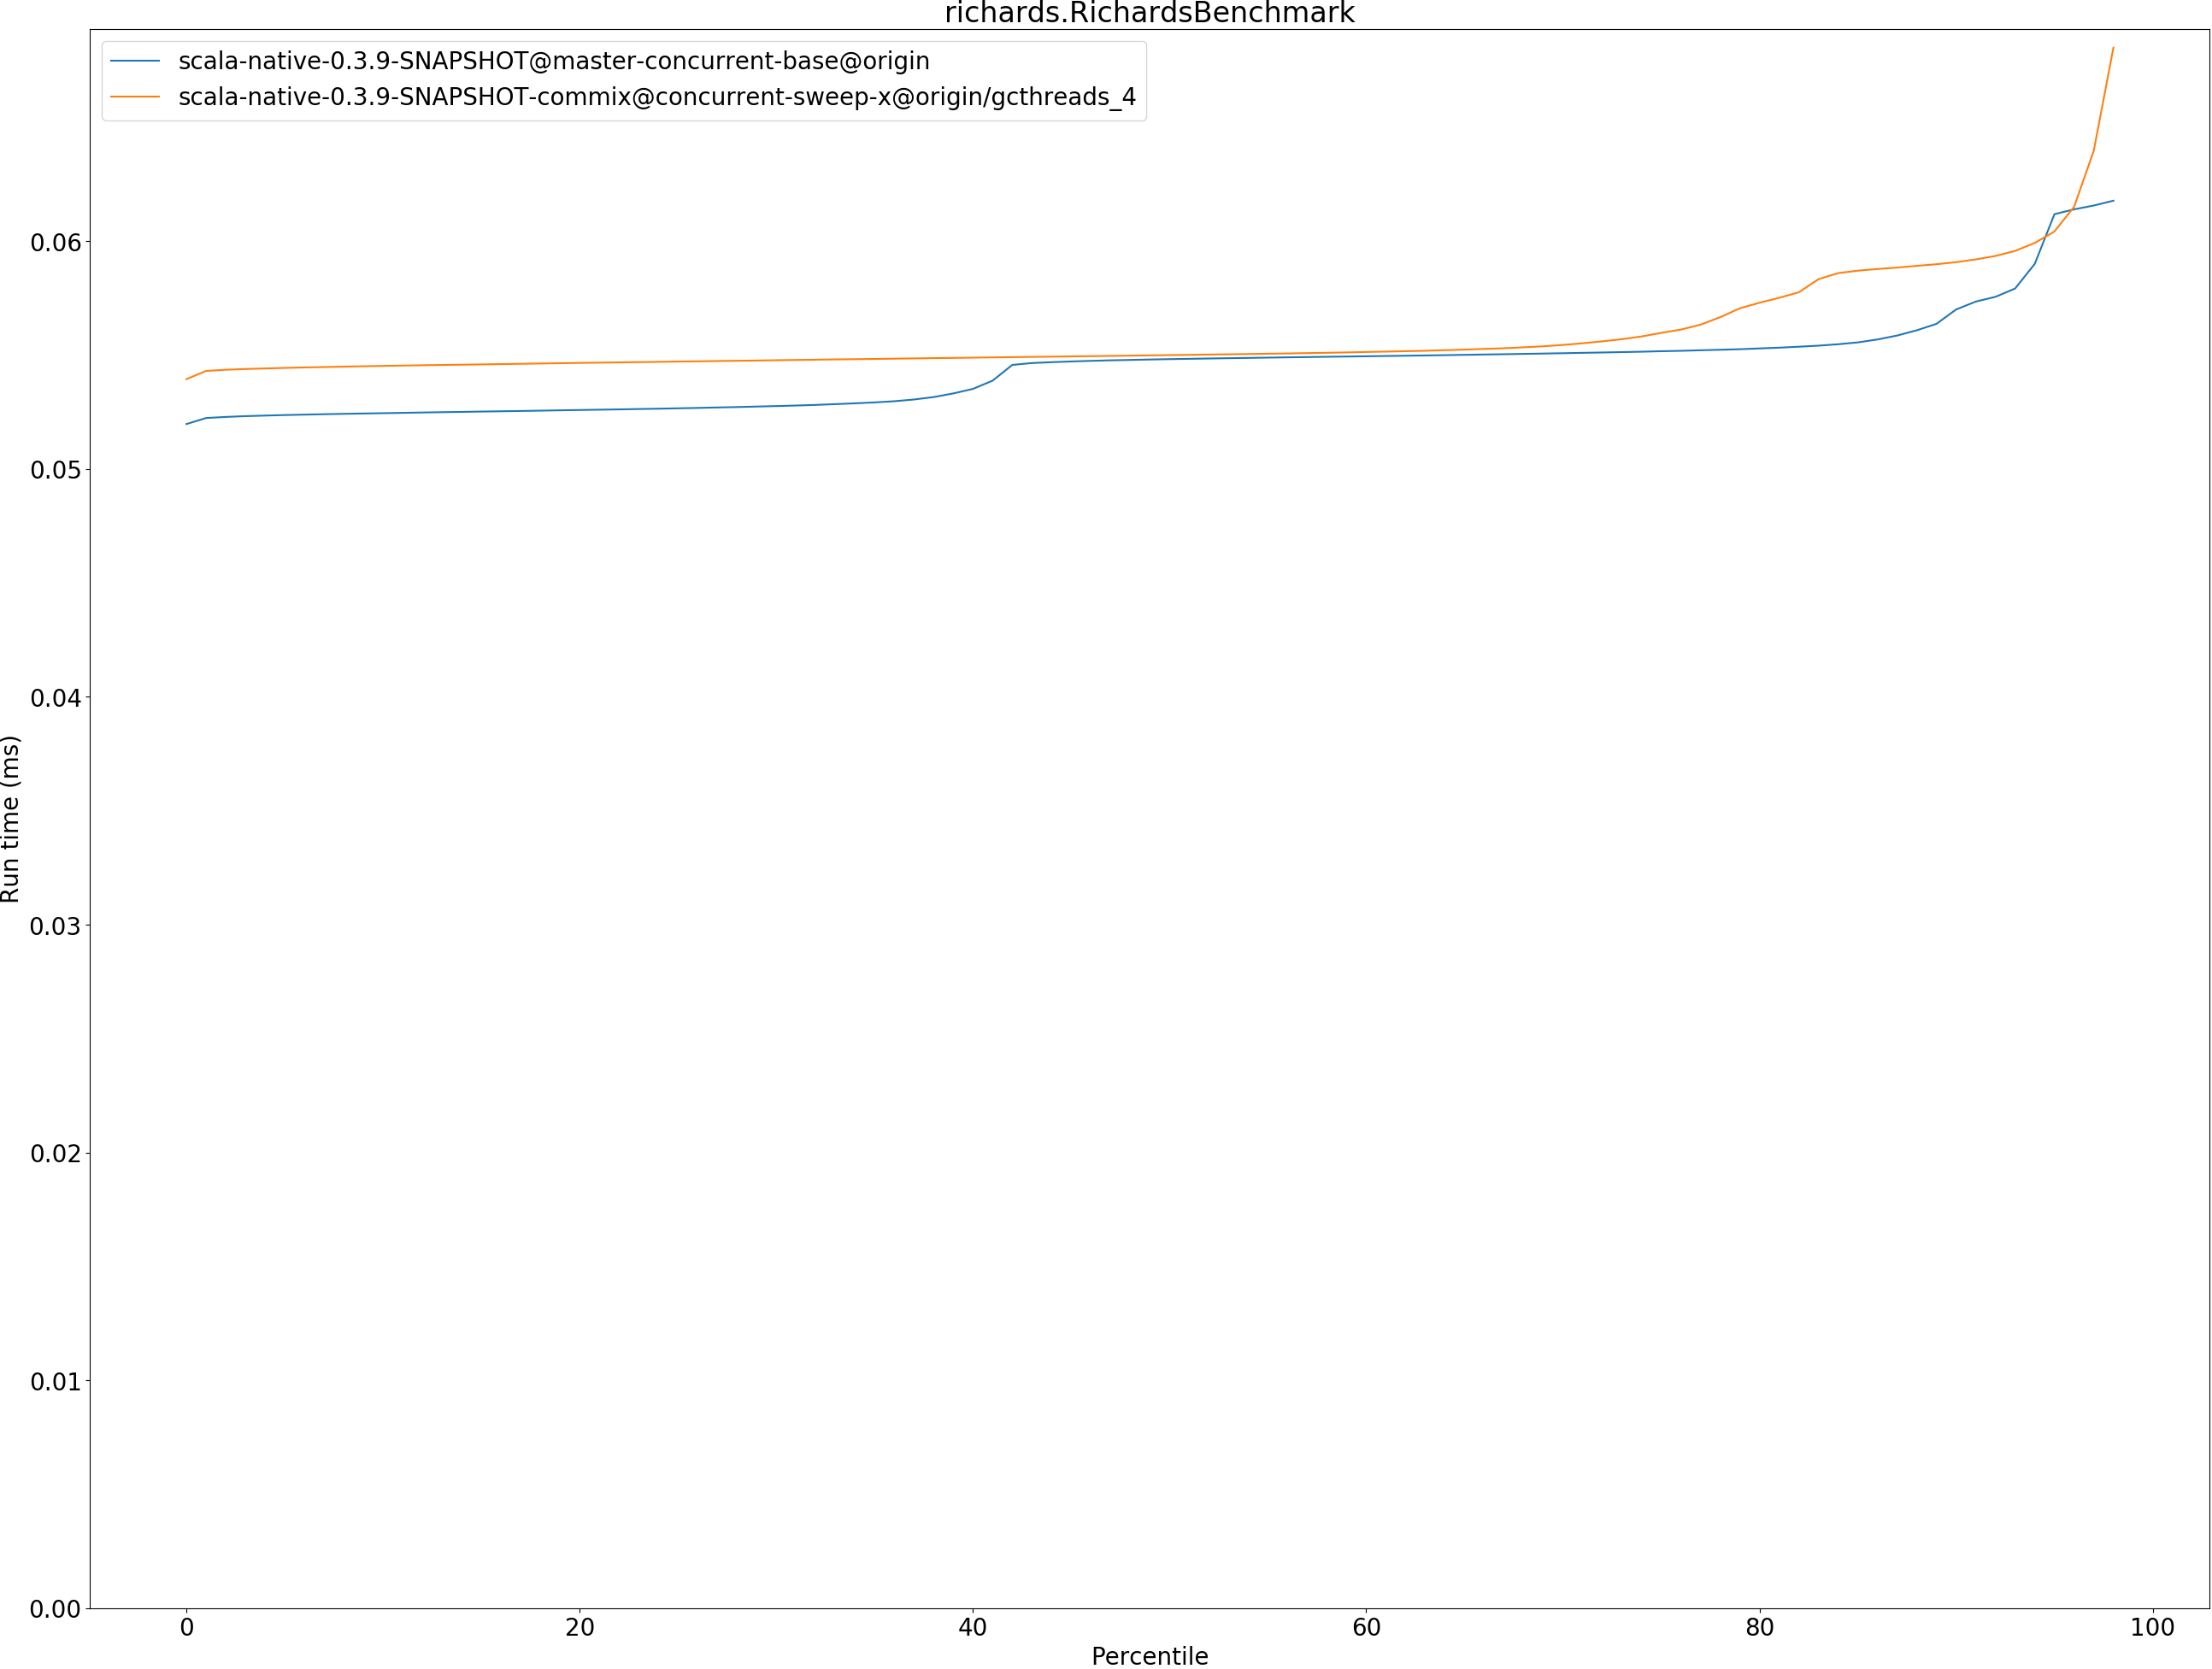 richards.RichardsBenchmark
scala-native-0.3.9-SNAPSHOT@master-concurrent-base@origin
scala-native-0.3.9-SNAPSHOT-commix@concurrent-sweep-x@origin/gcthreads_4
0.06
0.05
0.04
0.03
0.02
0.01
0.00
Run time (ms)
0 20 40 60 80 100
Percentile